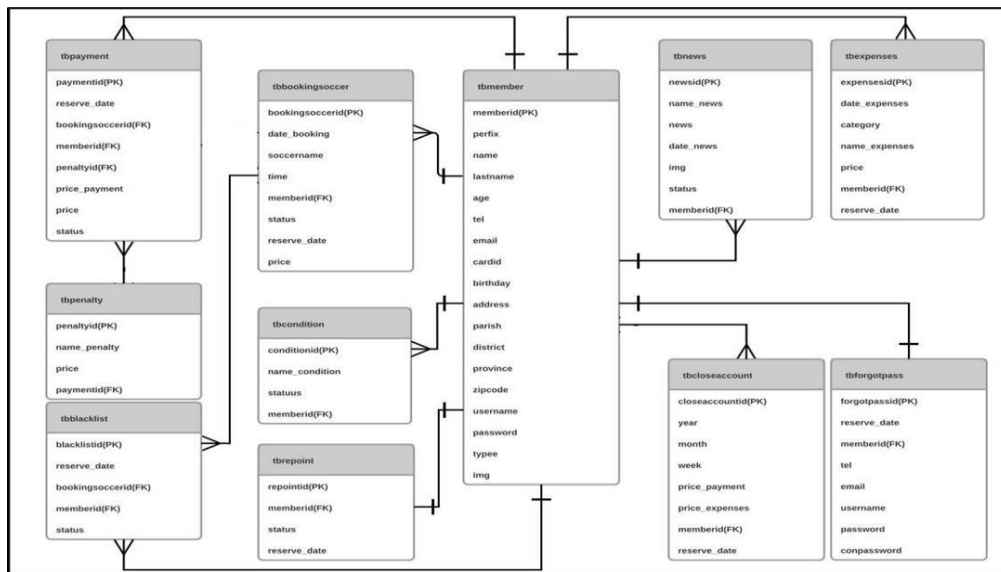 tbpayment
paymentid(PK)
reserve_date
bookingsoccerid(FK)
memberid(FK)
penaltyid(FK)
price_payment
price
status
tbpenalty
penaltyid(PK)
name_penalty
price
paymentid(FK)
tbblacklist
blacklistid(PK)
reserve_date
bookingsoccerid(FK)
memberid(FK)
status
tbbookingsoccer
bookingsoccerid(PK)
date_booking
soccername
time
memberid(FK)
status
reserve_date
price
tbcondition
conditionid(PK)
name_condition
statuus
memberid(FK)
tbrepoint
repointid(PK)
memberid(FK)
status
reserve_date
tbmember
memberid(PK)
perfix
name
lastname
age
tel
email
cardid
birthday
address
parish
district
province
zipcode
username
password
typee
img
tbnews
newsid(PK)
name_news
news
date_news
img
status
memberid(FK)
tbexpenses
expensesid(PK)
date_expenses
category
name_expenses
price
memberid(FK)
reserve_date
tbcloseaccount
closeaccountid(PK)
year
month
week
price_payment
price_expenses
memberid(FK)
reserve_date
tbforgotpass
forgotpassid(PK)
reserve_date
memberid(FK)
tel
email
username
password
conpassword